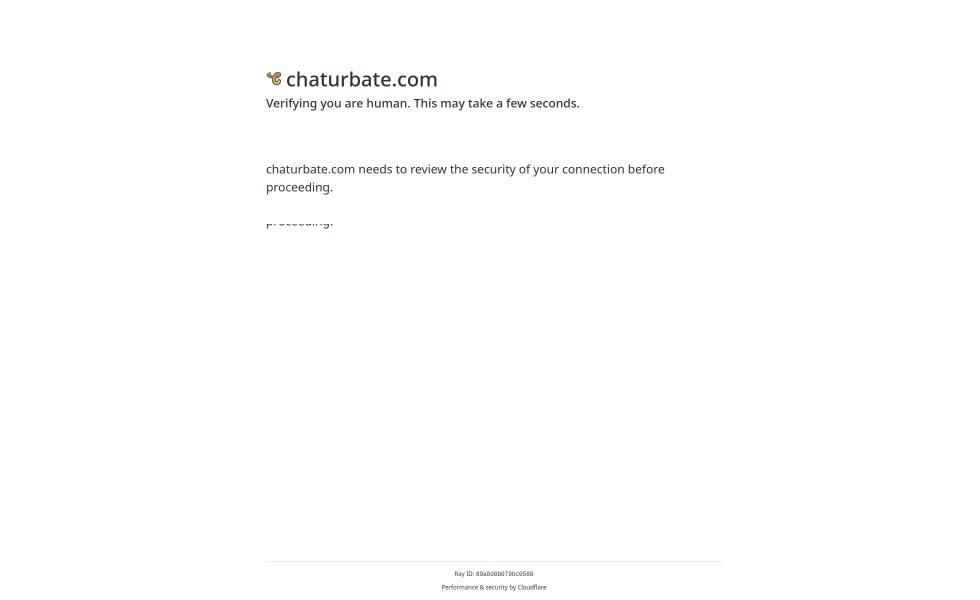 chaturbate.com
Verifying you are human. This may take a few seconds.
chaturbate.com needs to review the security of your connection before
proceeding.
proceeding.
Ray ID: 89a8d0b079bc0588
Performance & security by Cloudflare